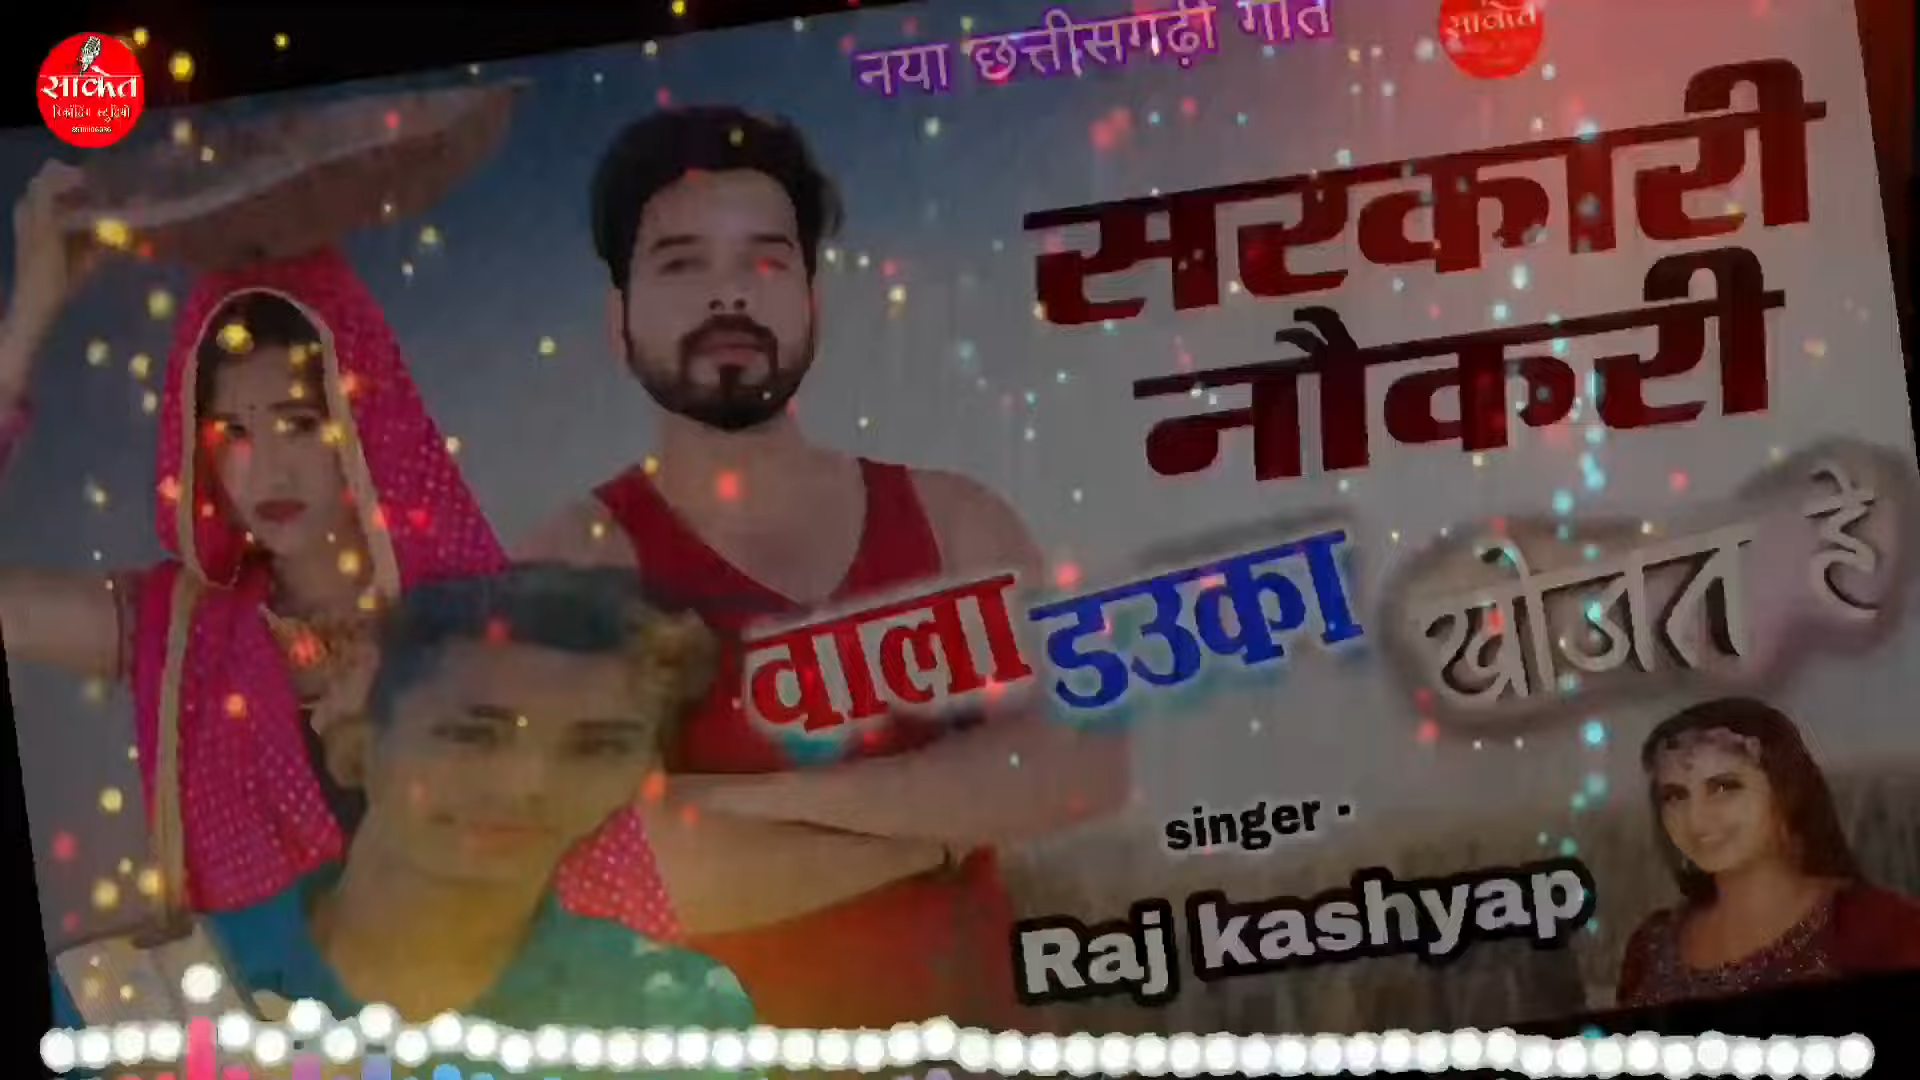 साकेत
रिकॉर्डिंग स्टूडियो
नया छत्तीसगढ़ी गीत
साकेत
सरकारी
नौकरी
वाला डउका खोजत हे
singer -
Raj kashyap